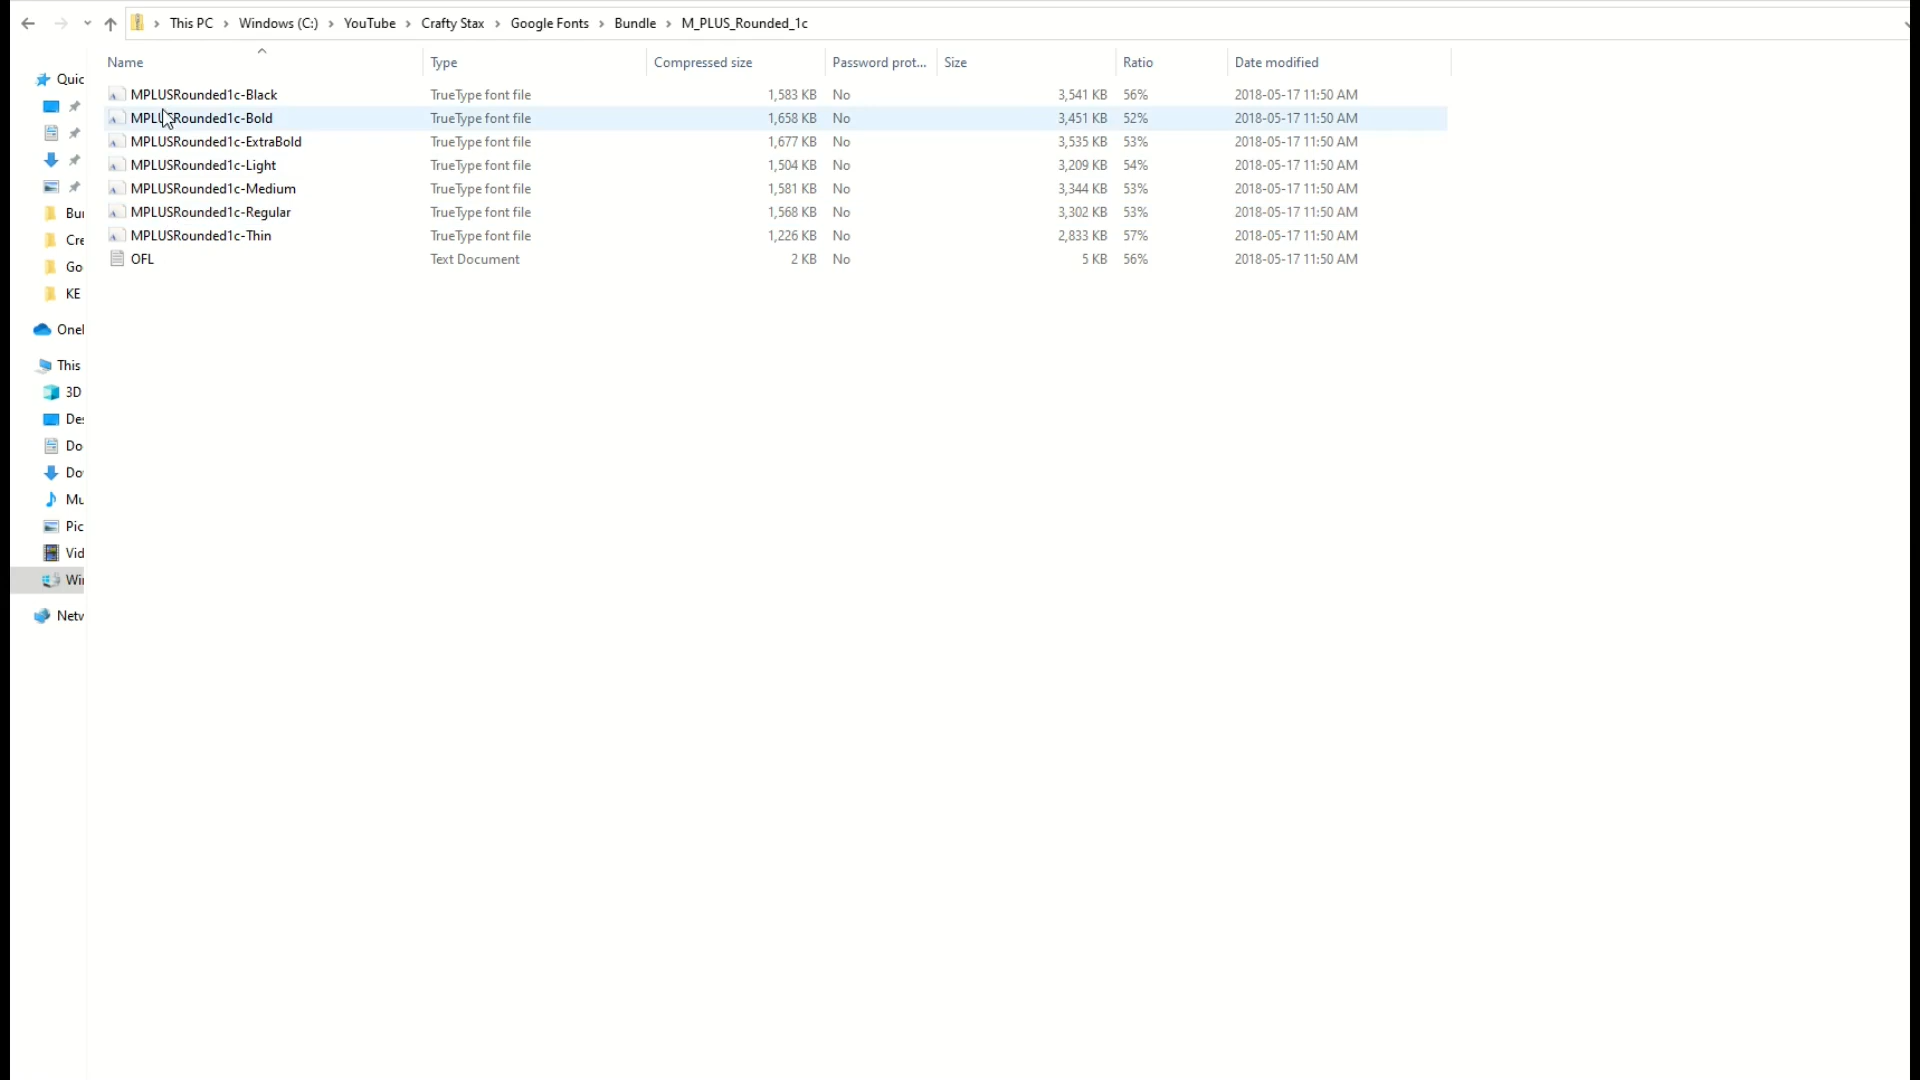 This PC > Windows (C:) > YouTube > Crafty Stax > Google Fonts > Bundle > M_PLUS_Rounded_1c
Name Type Compressed size Password prot... Size Ratio Date modified
MPLUSRounded1c-Black TrueType font file 1,583 KB No 3,541 KB 56% 2018-05-17 11:50 AM
MPLUSRounded1c-Bold TrueType font file 1,658 KB No 3,451 KB 52% 2018-05-17 11:50 AM
MPLUSRounded1c-ExtraBold TrueType font file 1,677 KB No 3,535 KB 53% 2018-05-17 11:50 AM
MPLUSRounded1c-Light TrueType font file 1,504 KB No 3,209 KB 54% 2018-05-17 11:50 AM
MPLUSRounded1c-Medium TrueType font file 1,581 KB No 3,344 KB 53% 2018-05-17 11:50 AM
MPLUSRounded1c-Regular TrueType font file 1,568 KB No 3,302 KB 53% 2018-05-17 11:50 AM
MPLUSRounded1c-Thin TrueType font file 1,226 KB No 2,833 KB 57% 2018-05-17 11:50 AM
OFL Text Document 2 KB No 5 KB 56% 2018-05-17 11:50 AM
Quic
Bu
Cre
Go
KE
One
This
3D
Des
Do
Do
Mu
Pic
Vid
Wi
Net